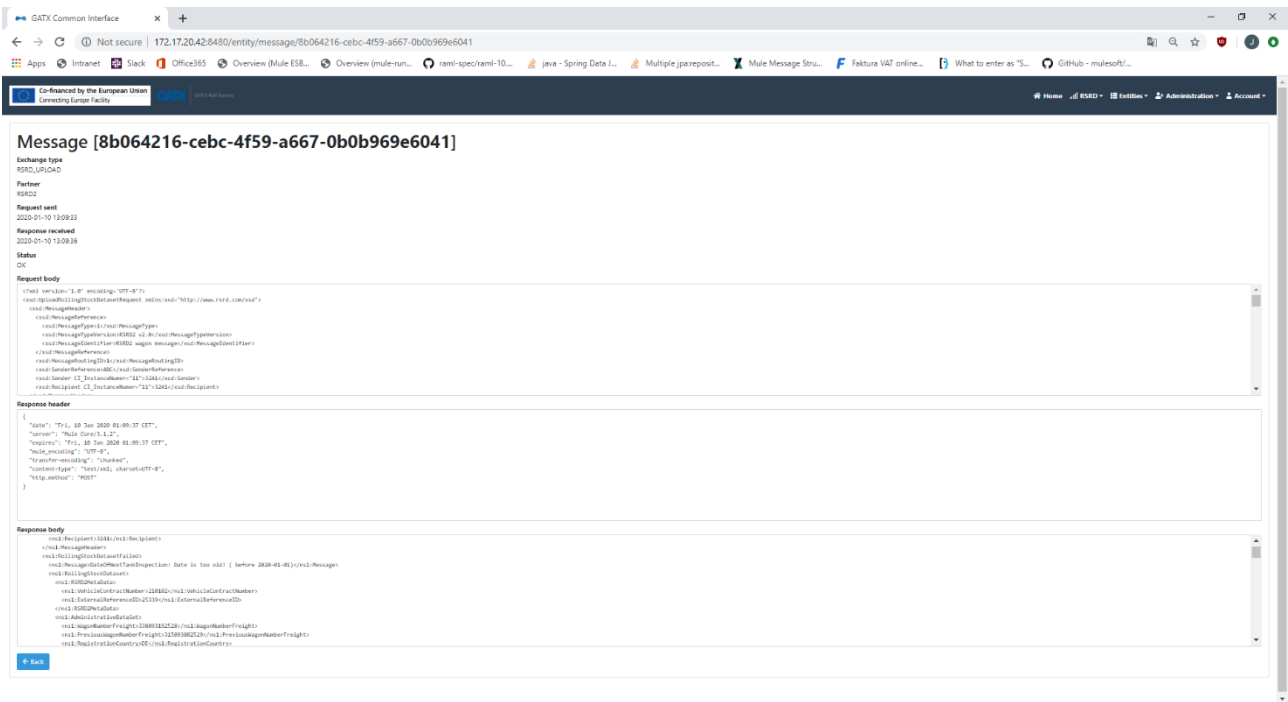 GATX Common Interface
Not secure | 172.17.20.42:8480/entity/message/8b064216-cebc-4f59-a667-0b0b969e6041
Apps Intranet Slack Office365 Overview (Mule ESB... Overview (mule-run... raml-spec/raml-10... java - Spring Data J... Multiple jpa:reposit... Mule Message Stru... Faktura VAT online... What to enter as "S... GitHub - mulesoft/...
Co-financed by the European Union
Connecting Europe Facility
GATX GATX Rail Europe
Home RSRD Entities Administration Account
Message [8b064216-cebc-4f59-a667-0b0b969e6041]
Exchange type
RSRD_UPLOAD
Partner
RSRD2
Request sent
2020-01-10 13:09:33
Response received
2020-01-10 13:09:36
Status
OK
Request body
<?xml version="1.0" encoding="UTF-8"?>
<xsd:UploadRollingStockDatasetRequest xmlns:xsd="http://www.rsrd.com/xsd">
<xsd:MessageHeader>
<xsd:MessageReference>
<xsd:MessageType>1</xsd:MessageType>
<xsd:MessageTypeVersion>RSRD2 v2.0</xsd:MessageTypeVersion>
<xsd:MessageIdentifier>RSRD2 wagon message</xsd:MessageIdentifier>
</xsd:MessageReference>
<xsd:MessageRoutingID>1</xsd:MessageRoutingID>
<xsd:SenderReference>ABC</xsd:SenderReference>
<xsd:Sender CI_InstanceNumber="11">3241</xsd:Sender>
<xsd:Recipient CI_InstanceNumber="11">3241</xsd:Recipient>
Response header
{
"date": "Fri, 10 Jan 2020 01:09:37 CET",
"server": "Mule Core/3.1.2",
"expires": "Fri, 10 Jan 2020 01:09:37 CET",
"mule_encoding": "UTF-8",
"transfer-encoding": "chunked",
"content-type": "text/xml; charset=UTF-8",
"http.method": "POST"
}
Response body
<ns1:Recipient>3241</ns1:Recipient>
</ns1:MessageHeader>
<ns1:RollingStockDatasetFailed>
<ns1:Message>DateOfNextTankInspection: Date is too old! ( before 2020-01-01)</ns1:Message>
<ns1:RollingStockDataset>
<ns1:RSRD2MetaData>
<ns1:VehicleContractNumber>210102</ns1:VehicleContractNumber>
<ns1:ExternalReferenceID>25339</ns1:ExternalReferenceID>
</ns1:RSRD2MetaData>
<ns1:AdministrativeDataSet>
<ns1:WagonNumberFreight>338093152528</ns1:WagonNumberFreight>
<ns1:PreviousWagonNumberFreight>315093082529</ns1:PreviousWagonNumberFreight>
<ns1:RegistrationCountry>DE</ns1:RegistrationCountry>
Back